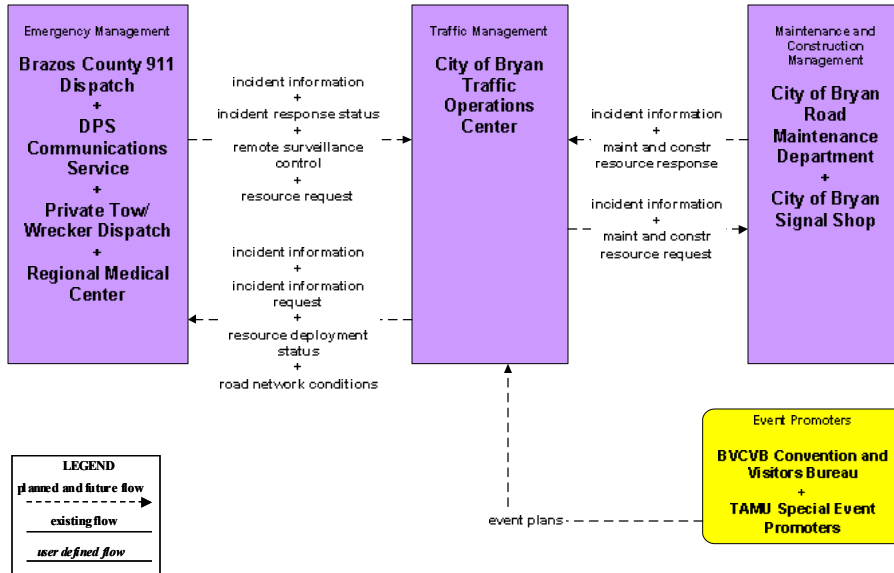 Emergency Management
Brazos County 911
Dispatch
+
DPS
Communications
Service
+
Private Tow/
Wrecker Dispatch
+
Regional Medical
Center
incident information
+
incident response status
+
remote surveillance
control
+
resource request
incident information
+
incident information
request
+
resource deployment
status
+
road network conditions
Traffic Management
City of Bryan
Traffic
Operations
Center
incident information
+
maint and constr
resource response
incident information
+
maint and constr
resource request
Maintenance and
Construction
Management
City of Bryan
Road
Maintenance
Department
+
City of Bryan
Signal Shop
Event Promoters
BVCVB Convention and
Visitors Bureau
+
TAMU Special Event
Promoters
event plans
LEGEND
planned and future flow
existing flow
user defined flow